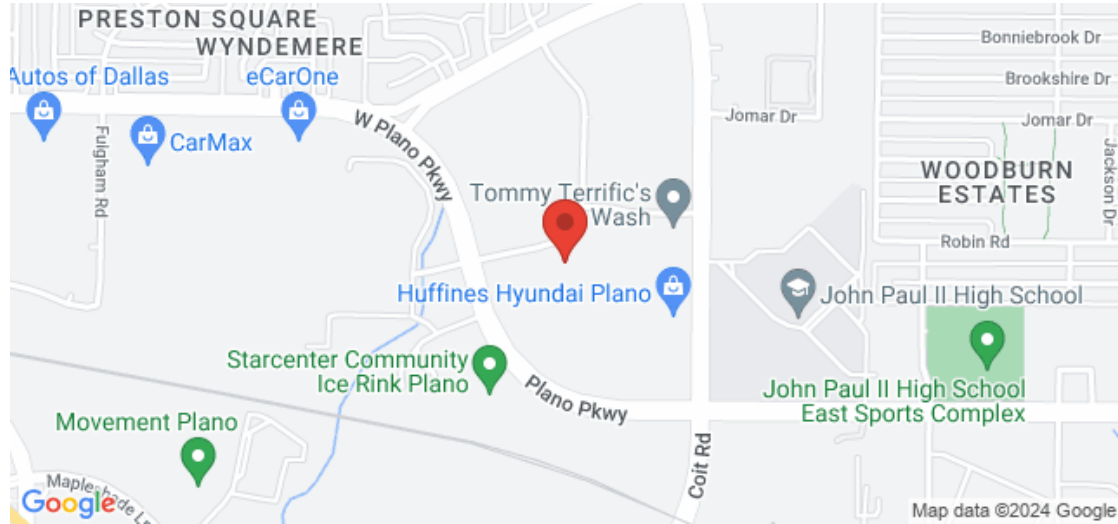 PRESTON SQUARE
WYNDEMERE
Autos of Dallas
eCarOne
CarMax
Fulgham Rd
W Plano Pkwy
Bonniebrook Dr
Brookshire Dr
Jomar Dr
Jomar Dr
Jackson Dr
WOODBURN
ESTATES
Tommy Terrific's
Wash
Robin Rd
Huffines Hyundai Plano
John Paul II High School
Starcenter Community
Ice Rink Plano
Plano Pkwy
John Paul II High School
East Sports Complex
Movement Plano
Coit Rd
Mapleshade Ln
Google
Map data ©2024 Google